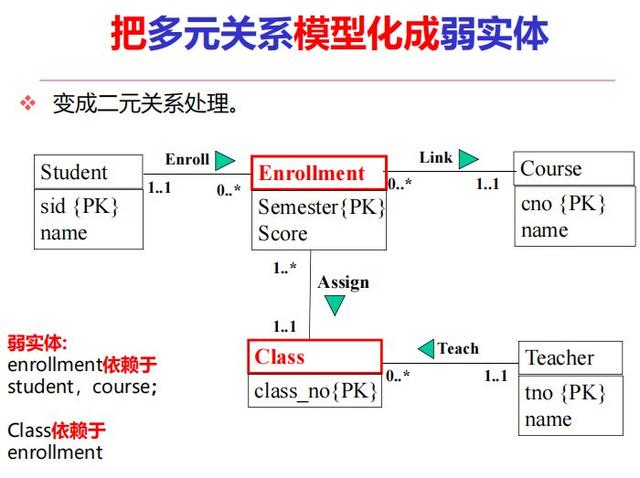 把多元关系模型化成弱实体
❖ 变成二元关系处理。
Student
sid {PK}
name
Enroll
1..1
0..*
Enrollment
Semester{PK}
Score
Link
0..*
1..1
Course
cno {PK}
name
1..*
Assign
1..1
Class
class_no{PK}
Teach
0..*
1..1
Teacher
tno {PK}
name
弱实体:
enrollment依赖于
student，course；
Class依赖于
enrollment